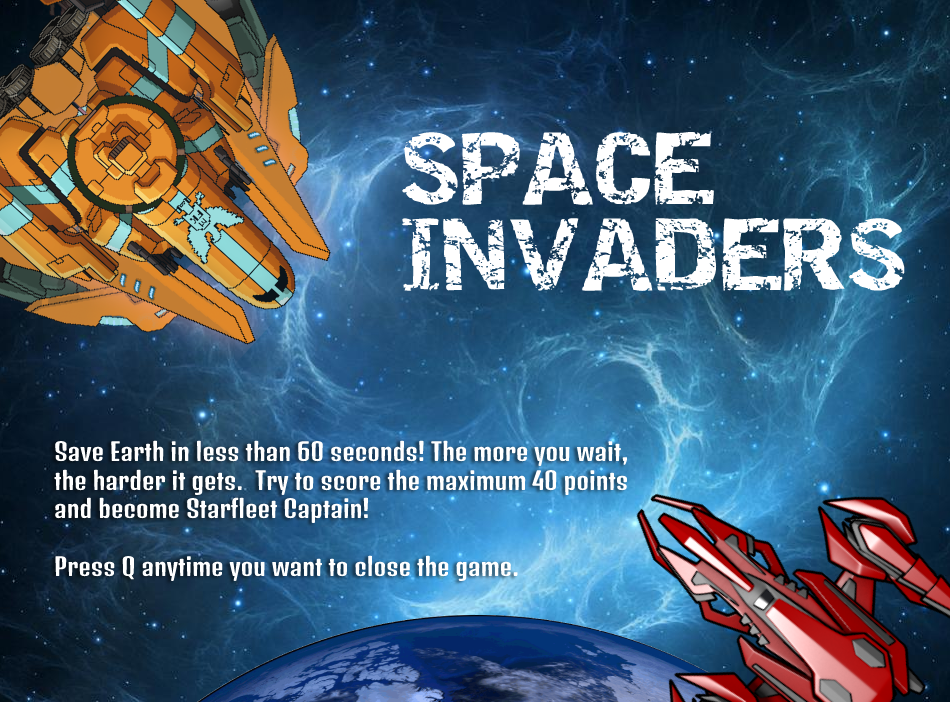 SPACE
INVADERS
Save Earth in less than 60 seconds! The more you wait,
the harder it gets.  Try to score the maximum 40 points
and become Starfleet Captain!
Press Q anytime you want to close the game.